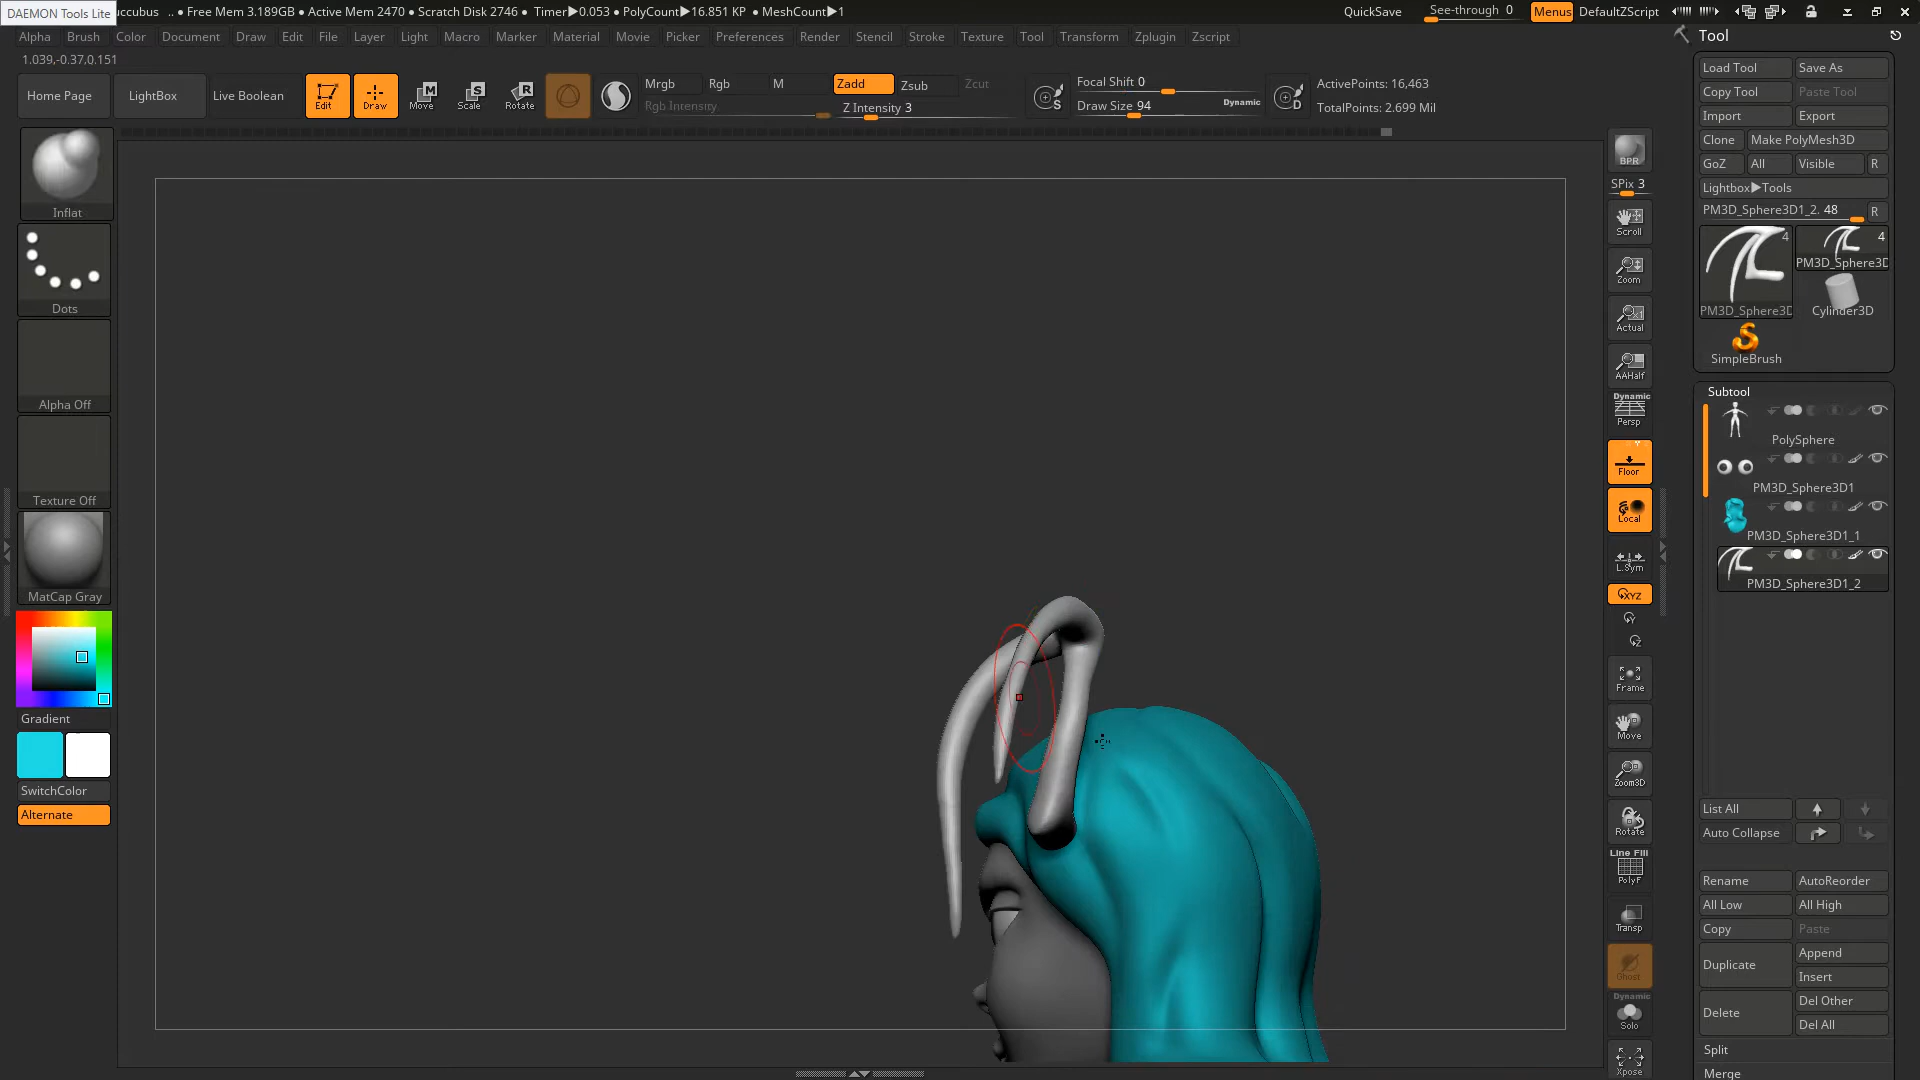 DAEMON Tools Lite
uccubus .. • Free Mem 3.189GB • Active Mem 2470 • Scratch Disk 2746 • Timer▶0.053 • PolyCount▶16.851 KP • MeshCount▶1
QuickSave See-through 0 Menus DefaultZScript
Alpha Brush Color Document Draw Edit File Layer Light Macro Marker Material Movie Picker Preferences Render Stencil Stroke Texture Tool Transform Zplugin Zscript
1.039,-0.37,0.151
Home Page
LightBox
Live Boolean
Edit
Draw
Move
Scale
Rotate
Mrgb Rgb M
Rgb Intensity
Zadd Zsub Zcut
Z Intensity 3
S
Focal Shift 0
Draw Size 94
Dynamic
D
ActivePoints: 16,463
TotalPoints: 2.699 Mil
Inflat
Dots
Alpha Off
Texture Off
MatCap Gray
Gradient
SwitchColor
Alternate
BPR
SPix 3
Scroll
Zoom
Actual
AAHalf
Dynamic
Persp
Floor
Local
L.Sym
XYZ
Y
Z
Frame
Move
Zoom3D
Rotate
Line Fill
PolyF
Transp
Ghost
Dynamic
Solo
Xpose
Tool
Load Tool Save As
Copy Tool Paste Tool
Import Export
Clone Make PolyMesh3D
GoZ All Visible R
Lightbox▶Tools
PM3D_Sphere3D1_2. 48 R
4 4
PM3D_Sphere3D
PM3D_Sphere3D
Cylinder3D
SimpleBrush
Subtool
PolySphere
PM3D_Sphere3D1
PM3D_Sphere3D1_1
PM3D_Sphere3D1_2
List All
Auto Collapse
Rename AutoReorder
All Low All High
Copy Paste
Duplicate Append
Insert
Delete Del Other
Del All
Split
Merge